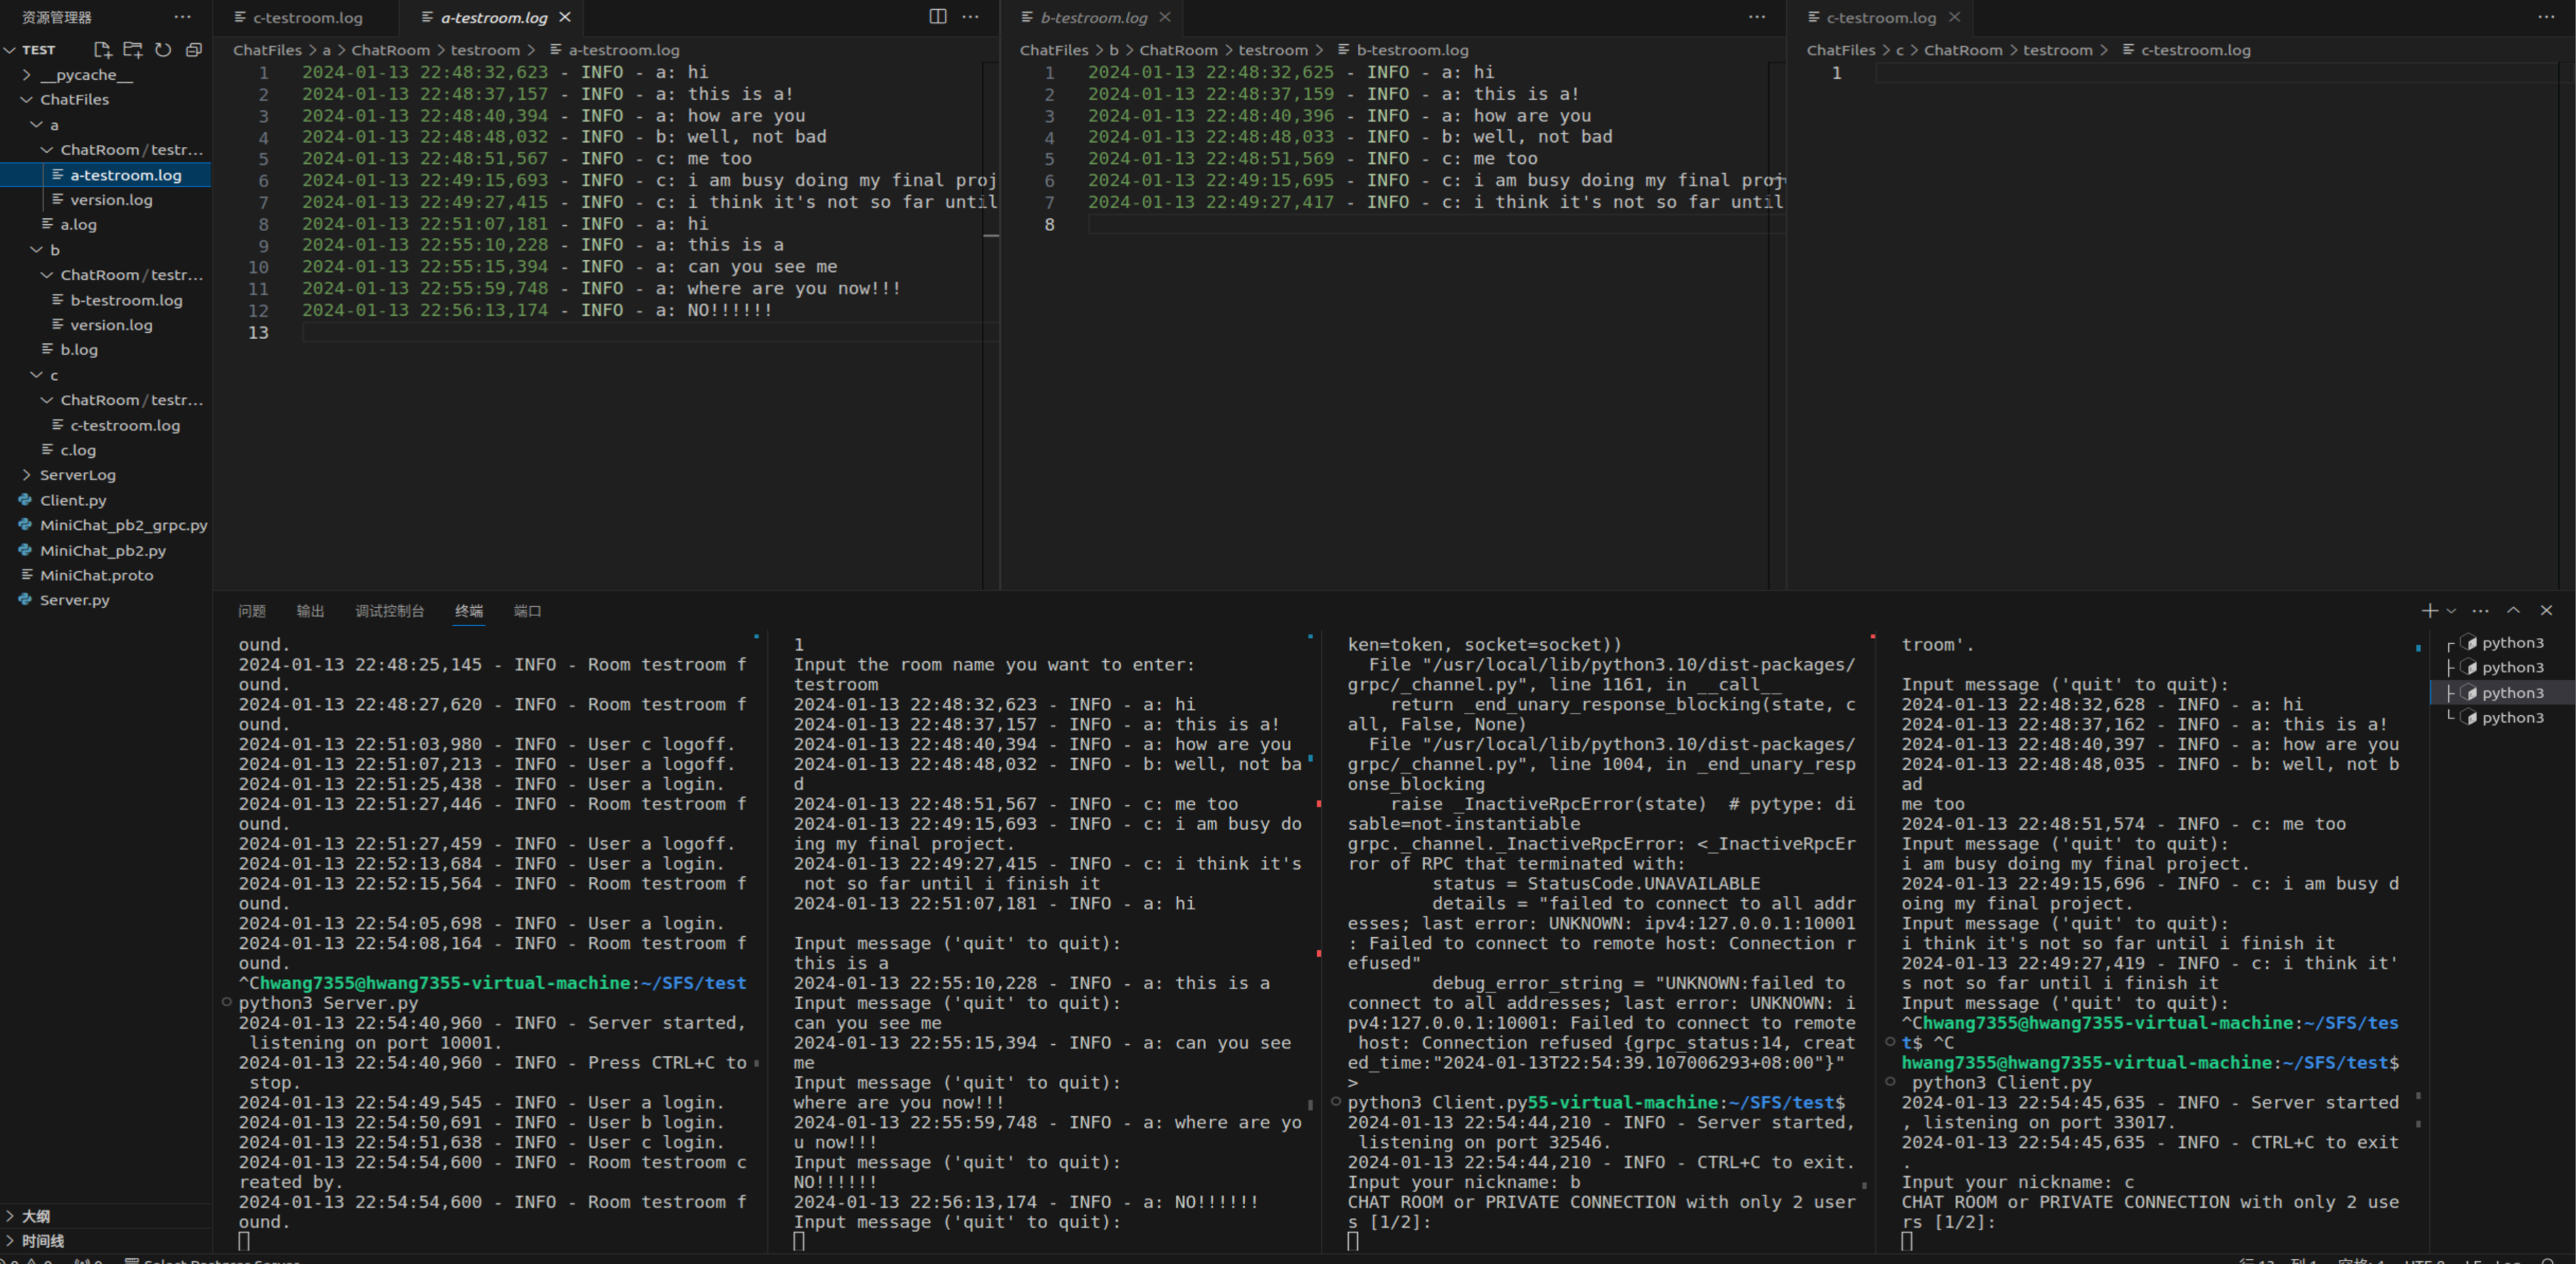 资源管理器
TEST
__pycache__
ChatFiles
a
ChatRoom/testr...
a-testroom.log
version.log
a.log
b
ChatRoom/testr...
b-testroom.log
version.log
b.log
c
ChatRoom/testr...
c-testroom.log
c.log
ServerLog
Client.py
MiniChat_pb2_grpc.py
MiniChat_pb2.py
MiniChat.proto
Server.py
大纲
时间线
c-testroom.log
a-testroom.log
ChatFiles > a > ChatRoom > testroom > a-testroom.log
1 2024-01-13 22:48:32,623 - INFO - a: hi
2 2024-01-13 22:48:37,157 - INFO - a: this is a!
3 2024-01-13 22:48:40,394 - INFO - a: how are you
4 2024-01-13 22:48:48,032 - INFO - b: well, not bad
5 2024-01-13 22:48:51,567 - INFO - c: me too
6 2024-01-13 22:49:15,693 - INFO - c: i am busy doing my final proj
7 2024-01-13 22:49:27,415 - INFO - c: i think it's not so far until
8 2024-01-13 22:51:07,181 - INFO - a: hi
9 2024-01-13 22:55:10,228 - INFO - a: this is a
10 2024-01-13 22:55:15,394 - INFO - a: can you see me
11 2024-01-13 22:55:59,748 - INFO - a: where are you now!!!
12 2024-01-13 22:56:13,174 - INFO - a: NO!!!!!!
13
b-testroom.log
ChatFiles > b > ChatRoom > testroom > b-testroom.log
1 2024-01-13 22:48:32,625 - INFO - a: hi
2 2024-01-13 22:48:37,159 - INFO - a: this is a!
3 2024-01-13 22:48:40,396 - INFO - a: how are you
4 2024-01-13 22:48:48,033 - INFO - b: well, not bad
5 2024-01-13 22:48:51,569 - INFO - c: me too
6 2024-01-13 22:49:15,695 - INFO - c: i am busy doing my final proj
7 2024-01-13 22:49:27,417 - INFO - c: i think it's not so far until
8
c-testroom.log
ChatFiles > c > ChatRoom > testroom > c-testroom.log
1
问题 输出 调试控制台 终端 端口
ound.
2024-01-13 22:48:25,145 - INFO - Room testroom f
ound.
2024-01-13 22:48:27,620 - INFO - Room testroom f
ound.
2024-01-13 22:51:03,980 - INFO - User c logoff.
2024-01-13 22:51:07,213 - INFO - User a logoff.
2024-01-13 22:51:25,438 - INFO - User a login.
2024-01-13 22:51:27,446 - INFO - Room testroom f
ound.
2024-01-13 22:51:27,459 - INFO - User a logoff.
2024-01-13 22:52:13,684 - INFO - User a login.
2024-01-13 22:52:15,564 - INFO - Room testroom f
ound.
2024-01-13 22:54:05,698 - INFO - User a login.
2024-01-13 22:54:08,164 - INFO - Room testroom f
ound.
^Chwang7355@hwang7355-virtual-machine:~/SFS/test
python3 Server.py
2024-01-13 22:54:40,960 - INFO - Server started,
listening on port 10001.
2024-01-13 22:54:40,960 - INFO - Press CTRL+C to
stop.
2024-01-13 22:54:49,545 - INFO - User a login.
2024-01-13 22:54:50,691 - INFO - User b login.
2024-01-13 22:54:51,638 - INFO - User c login.
2024-01-13 22:54:54,600 - INFO - Room testroom c
reated by.
2024-01-13 22:54:54,600 - INFO - Room testroom f
ound.
1
Input the room name you want to enter:
testroom
2024-01-13 22:48:32,623 - INFO - a: hi
2024-01-13 22:48:37,157 - INFO - a: this is a!
2024-01-13 22:48:40,394 - INFO - a: how are you
2024-01-13 22:48:48,032 - INFO - b: well, not ba
d
2024-01-13 22:48:51,567 - INFO - c: me too
2024-01-13 22:49:15,693 - INFO - c: i am busy do
ing my final project.
2024-01-13 22:49:27,415 - INFO - c: i think it's
not so far until i finish it
2024-01-13 22:51:07,181 - INFO - a: hi
Input message ('quit' to quit):
this is a
2024-01-13 22:55:10,228 - INFO - a: this is a
Input message ('quit' to quit):
can you see me
2024-01-13 22:55:15,394 - INFO - a: can you see
me
Input message ('quit' to quit):
where are you now!!!
2024-01-13 22:55:59,748 - INFO - a: where are yo
u now!!!
Input message ('quit' to quit):
NO!!!!!!
2024-01-13 22:56:13,174 - INFO - a: NO!!!!!!
Input message ('quit' to quit):
ken=token, socket=socket))
File "/usr/local/lib/python3.10/dist-packages/
grpc/_channel.py", line 1161, in __call__
return _end_unary_response_blocking(state, c
all, False, None)
File "/usr/local/lib/python3.10/dist-packages/
grpc/_channel.py", line 1004, in _end_unary_resp
onse_blocking
raise _InactiveRpcError(state)  # pytype: di
sable=not-instantiable
grpc._channel._InactiveRpcError: <_InactiveRpcEr
ror of RPC that terminated with:
status = StatusCode.UNAVAILABLE
details = "failed to connect to all addr
esses; last error: UNKNOWN: ipv4:127.0.0.1:10001
: Failed to connect to remote host: Connection r
efused"
debug_error_string = "UNKNOWN:failed to
connect to all addresses; last error: UNKNOWN: i
pv4:127.0.0.1:10001: Failed to connect to remote
host: Connection refused {grpc_status:14, creat
ed_time:"2024-01-13T22:54:39.107006293+08:00"}"
>
python3 Client.py55-virtual-machine:~/SFS/test$
2024-01-13 22:54:44,210 - INFO - Server started,
listening on port 32546.
2024-01-13 22:54:44,210 - INFO - CTRL+C to exit.
Input your nickname: b
CHAT ROOM or PRIVATE CONNECTION with only 2 user
s [1/2]:
troom'.
Input message ('quit' to quit):
2024-01-13 22:48:32,628 - INFO - a: hi
2024-01-13 22:48:37,162 - INFO - a: this is a!
2024-01-13 22:48:40,397 - INFO - a: how are you
2024-01-13 22:48:48,035 - INFO - b: well, not b
ad
me too
2024-01-13 22:48:51,574 - INFO - c: me too
Input message ('quit' to quit):
i am busy doing my final project.
2024-01-13 22:49:15,696 - INFO - c: i am busy d
oing my final project.
Input message ('quit' to quit):
i think it's not so far until i finish it
2024-01-13 22:49:27,419 - INFO - c: i think it'
s not so far until i finish it
Input message ('quit' to quit):
^Chwang7355@hwang7355-virtual-machine:~/SFS/tes
t$ ^C
hwang7355@hwang7355-virtual-machine:~/SFS/test$
python3 Client.py
2024-01-13 22:54:45,635 - INFO - Server started
, listening on port 33017.
2024-01-13 22:54:45,635 - INFO - CTRL+C to exit
.
Input your nickname: c
CHAT ROOM or PRIVATE CONNECTION with only 2 use
rs [1/2]:
python3
python3
python3
python3